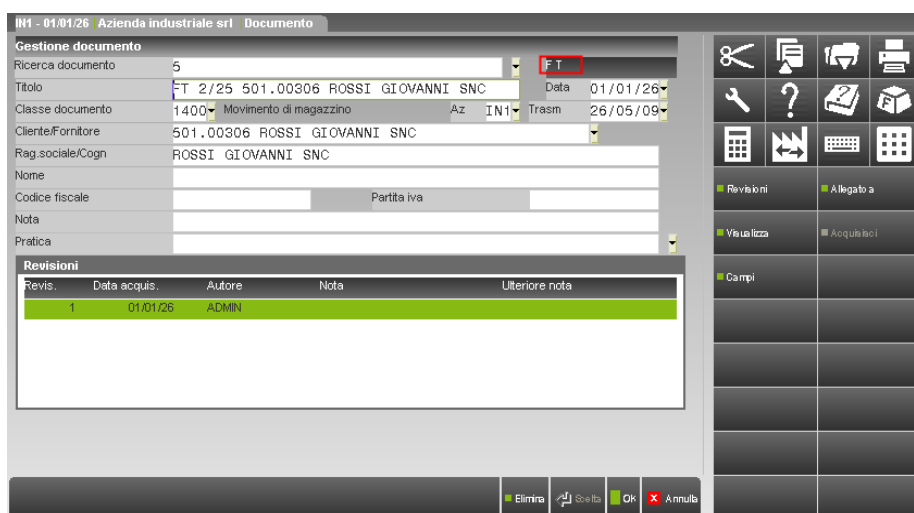 IN1 - 01/01/26 Azienda industriale srl Documento
Gestione documento
Ricerca documento 5 FT
Titolo FT 2/25 501.00306 ROSSI GIOVANNI SNC Data 01/01/26
Classe documento 1400 Movimento di magazzino Az IN1 Trasm 26/05/09
Cliente/Fornitore 501.00306 ROSSI GIOVANNI SNC
Rag.sociale/Cogn ROSSI GIOVANNI SNC
Nome
Codice fiscale Partita iva
Nota
Pratica
Revisioni
Revis. Data acquis. Autore Nota Ulteriore nota
1 01/01/26 ADMIN
Revisioni Allegato a
Visualizza Acquisisci
Campi
Elimina Scelta Ok Annulla